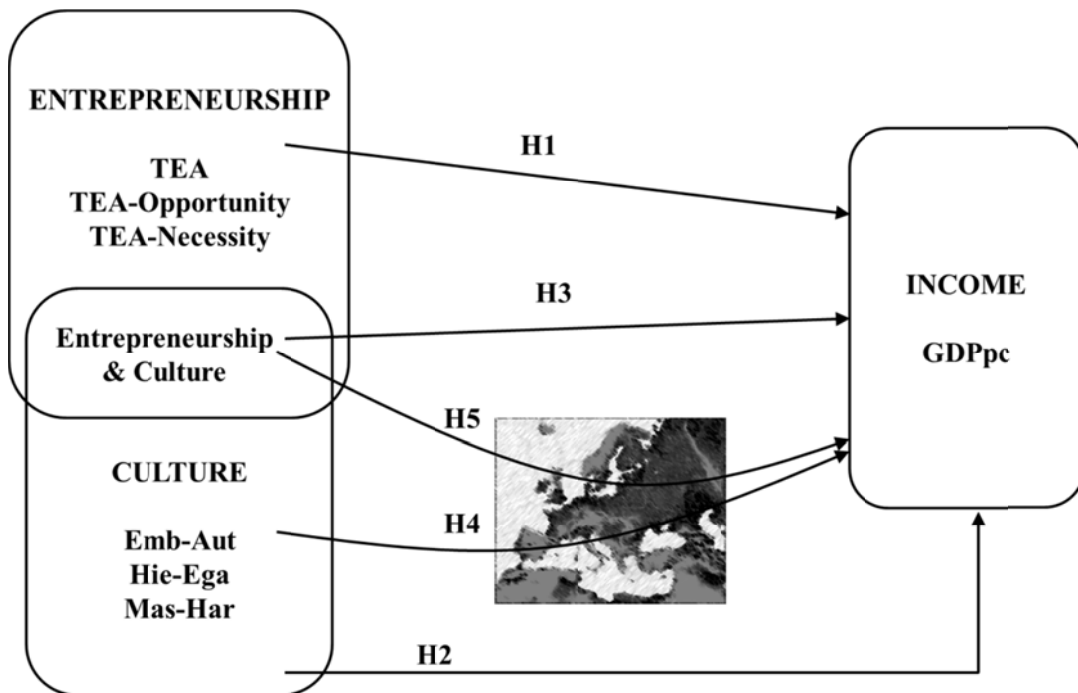 ENTREPRENEURSHIP
TEA
TEA-Opportunity
TEA-Necessity
Entrepreneurship
& Culture
CULTURE
Emb-Aut
Hie-Ega
Mas-Har
H1
H3
H5
H4
H2
INCOME
GDPpc